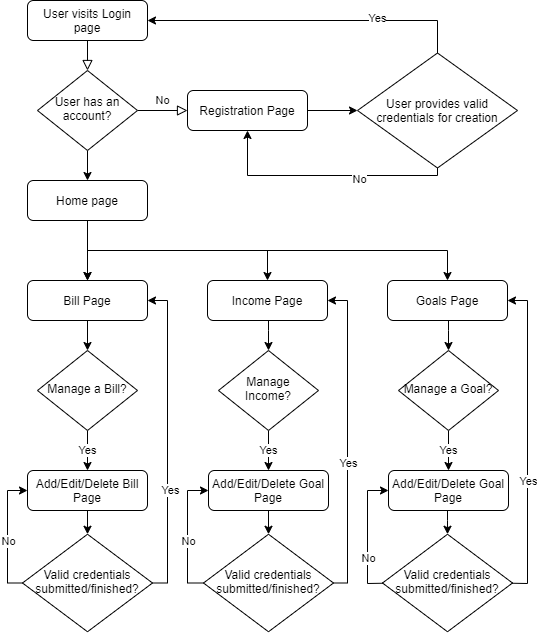 User visits Login
page
Yes
User has an
account?
No
Registration Page
User provides valid
credentials for creation
No
Home page
Bill Page
Income Page
Goals Page
Manage a Bill?
Manage
Income?
Manage a Goal?
Yes
Yes
Yes
Add/Edit/Delete Bill
Page
Yes
Add/Edit/Delete Goal
Page
Yes
Add/Edit/Delete Goal
Page
Yes
No
No
No
Valid credentials
submitted/finished?
Valid credentials
submitted/finished?
Valid credentials
submitted/finished?